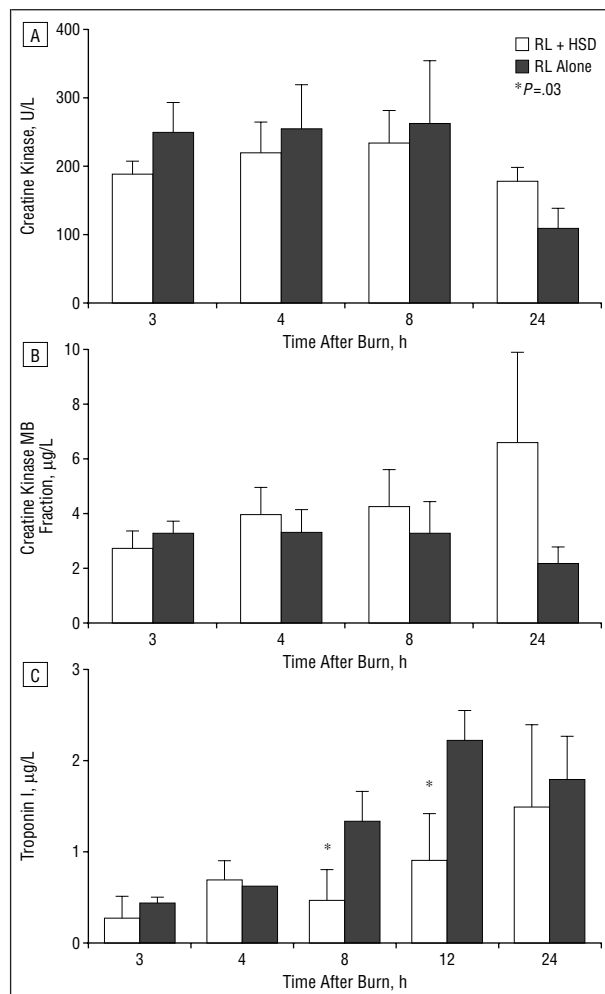 A
Creatine Kinase, U/L
400
300
200
100
0
RL + HSD
RL Alone
*P=.03
3 4 8 24
Time After Burn, h
B
Creatine Kinase MB
Fraction, µg/L
10
8
6
4
2
0
3 4 8 24
Time After Burn, h
C
Troponin I, µg/L
3
2
1
0
*
*
3 4 8 12 24
Time After Burn, h